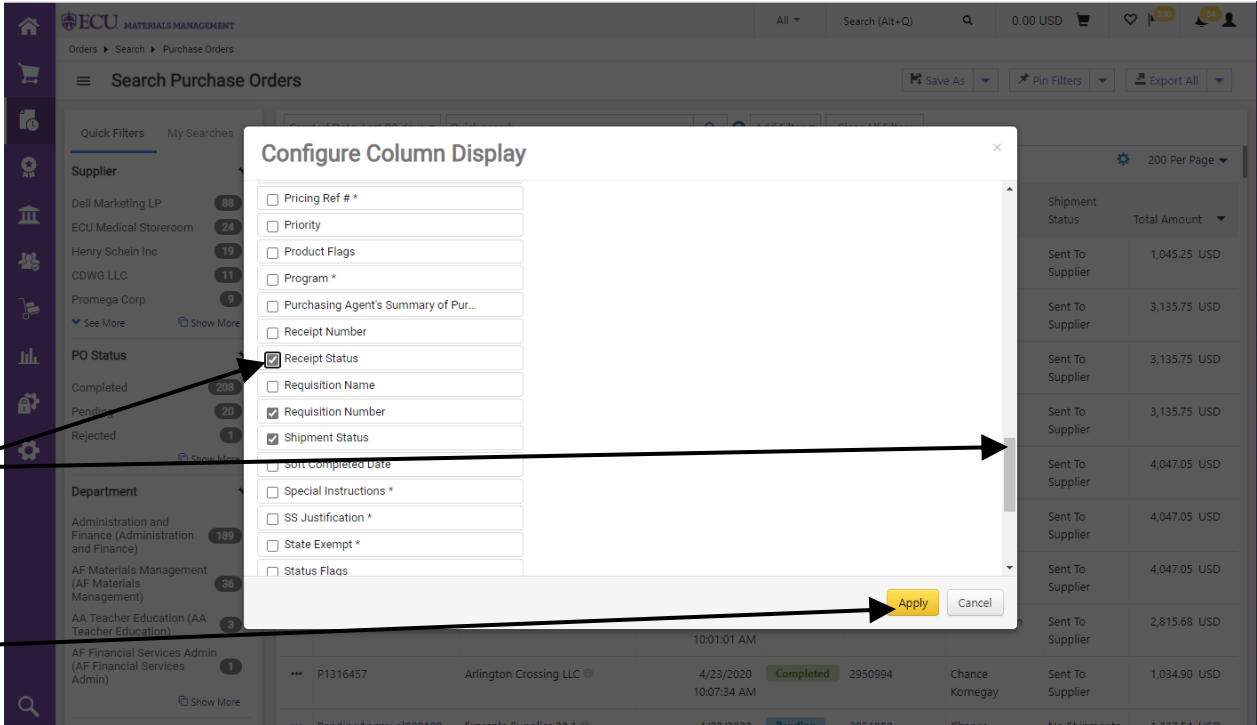 ECU MATERIALS MANAGEMENT
All
Search (Alt+Q)
0.00 USD
Orders Search Purchase Orders
Search Purchase Orders
Save As
Pin Filters
Export All
Quick Filters
My Searches
Supplier
Dell Marketing LP 88
ECU Medical Storeroom 24
Henry Schein Inc 19
CDWG LLC 11
Promega Corp 9
See More
Show More
PO Status
Completed 208
Pending 20
Rejected 1
Show More
Department
Administration and
Finance (Administration 189
and Finance)
AF Materials Management
(AF Materials 36
Management)
AA Teacher Education (AA
Teacher Education) 3
AF Financial Services Admin
(AF Financial Services 1
Admin)
Show More
Configure Column Display
×
Pricing Ref # *
Priority
Product Flags
Program *
Purchasing Agent's Summary of Pur...
Receipt Number
Receipt Status
Requisition Name
Requisition Number
Shipment Status
Soft Completed Date
Special Instructions *
SS Justification *
State Exempt *
Status Flags
Apply
Cancel
200 Per Page
Shipment
Status
Total Amount
Sent To
Supplier
1,045.25 USD
Sent To
Supplier
3,135.75 USD
Sent To
Supplier
3,135.75 USD
Sent To
Supplier
3,135.75 USD
Sent To
Supplier
4,047.05 USD
Sent To
Supplier
4,047.05 USD
Sent To
Supplier
4,047.05 USD
10:01:01 AM
Sent To
Supplier
2,815.68 USD
P1316457
Arlington Crossing LLC
4/23/2020
10:07:34 AM
Completed
2950994
Chance
Kornegay
Sent To
Supplier
1,034.90 USD